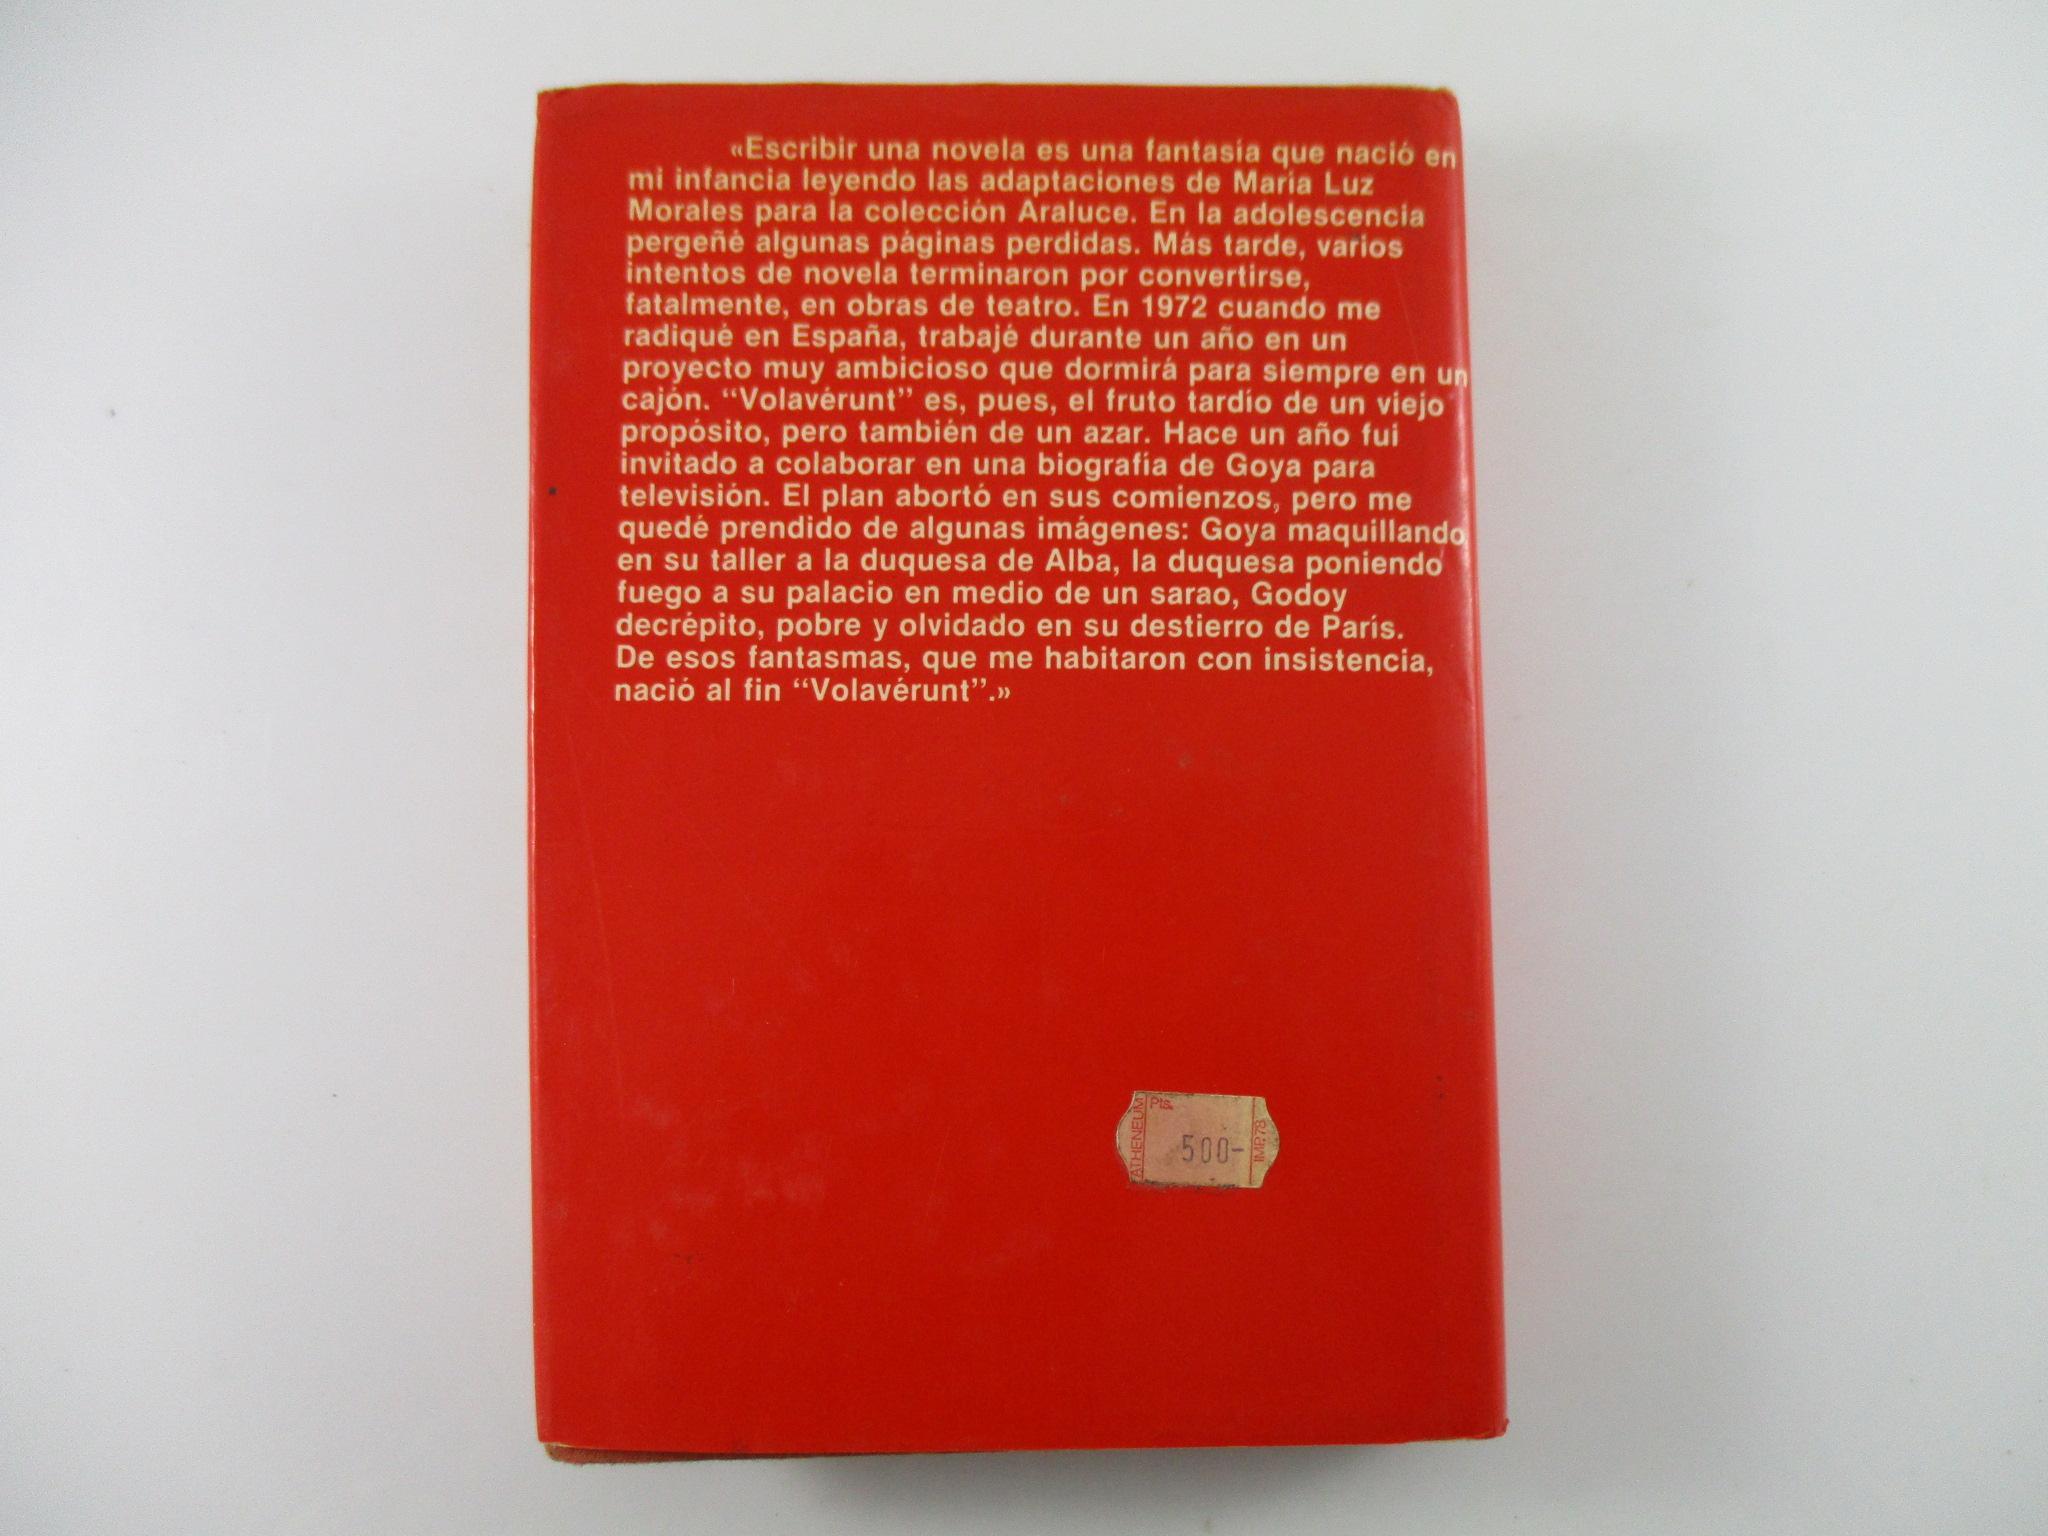 «Escribir una novela es una fantasía que nació en
mi infancia leyendo las adaptaciones de María Luz
Morales para la colección Araluce. En la adolescencia
pergeñé algunas páginas perdidas. Más tarde, varios
intentos de novela terminaron por convertirse,
fatalmente, en obras de teatro. En 1972 cuando me
radiqué en España, trabajé durante un año en un
proyecto muy ambicioso que dormirá para siempre en un
cajón. “Volavérunt” es, pues, el fruto tardío de un viejo
propósito, pero también de un azar. Hace un año fui
invitado a colaborar en una biografía de Goya para
televisión. El plan abortó en sus comienzos, pero me
quedé prendido de algunas imágenes: Goya maquillando
en su taller a la duquesa de Alba, la duquesa poniendo
fuego a su palacio en medio de un sarao, Godoy
decrépito, pobre y olvidado en su destierro de París.
De esos fantasmas, que me habitaron con insistencia,
nació al fin “Volavérunt”.»
ATHENEUM
Pts.
500-
IMP.78